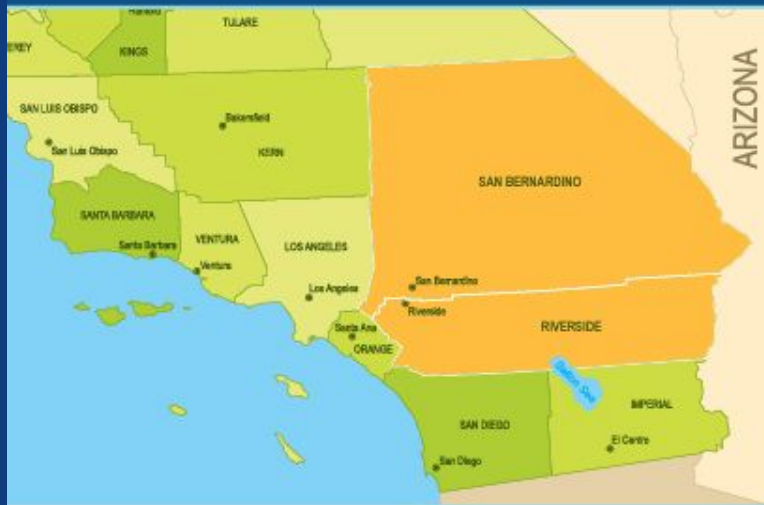 TULARE
KINGS
EREY
SAN LUIS OBISPO
San Luis Obispo
Bakersfield
KERN
ARIZONA
SAN BERNARDINO
SANTA BARBARA
Santa Barbara
VENTURA
Ventura
LOS ANGELES
Los Angeles
San Bernardino
Riverside
RIVERSIDE
Santa Ana
ORANGE
Salton Sea
SAN DIEGO
San Diego
IMPERIAL
El Centro